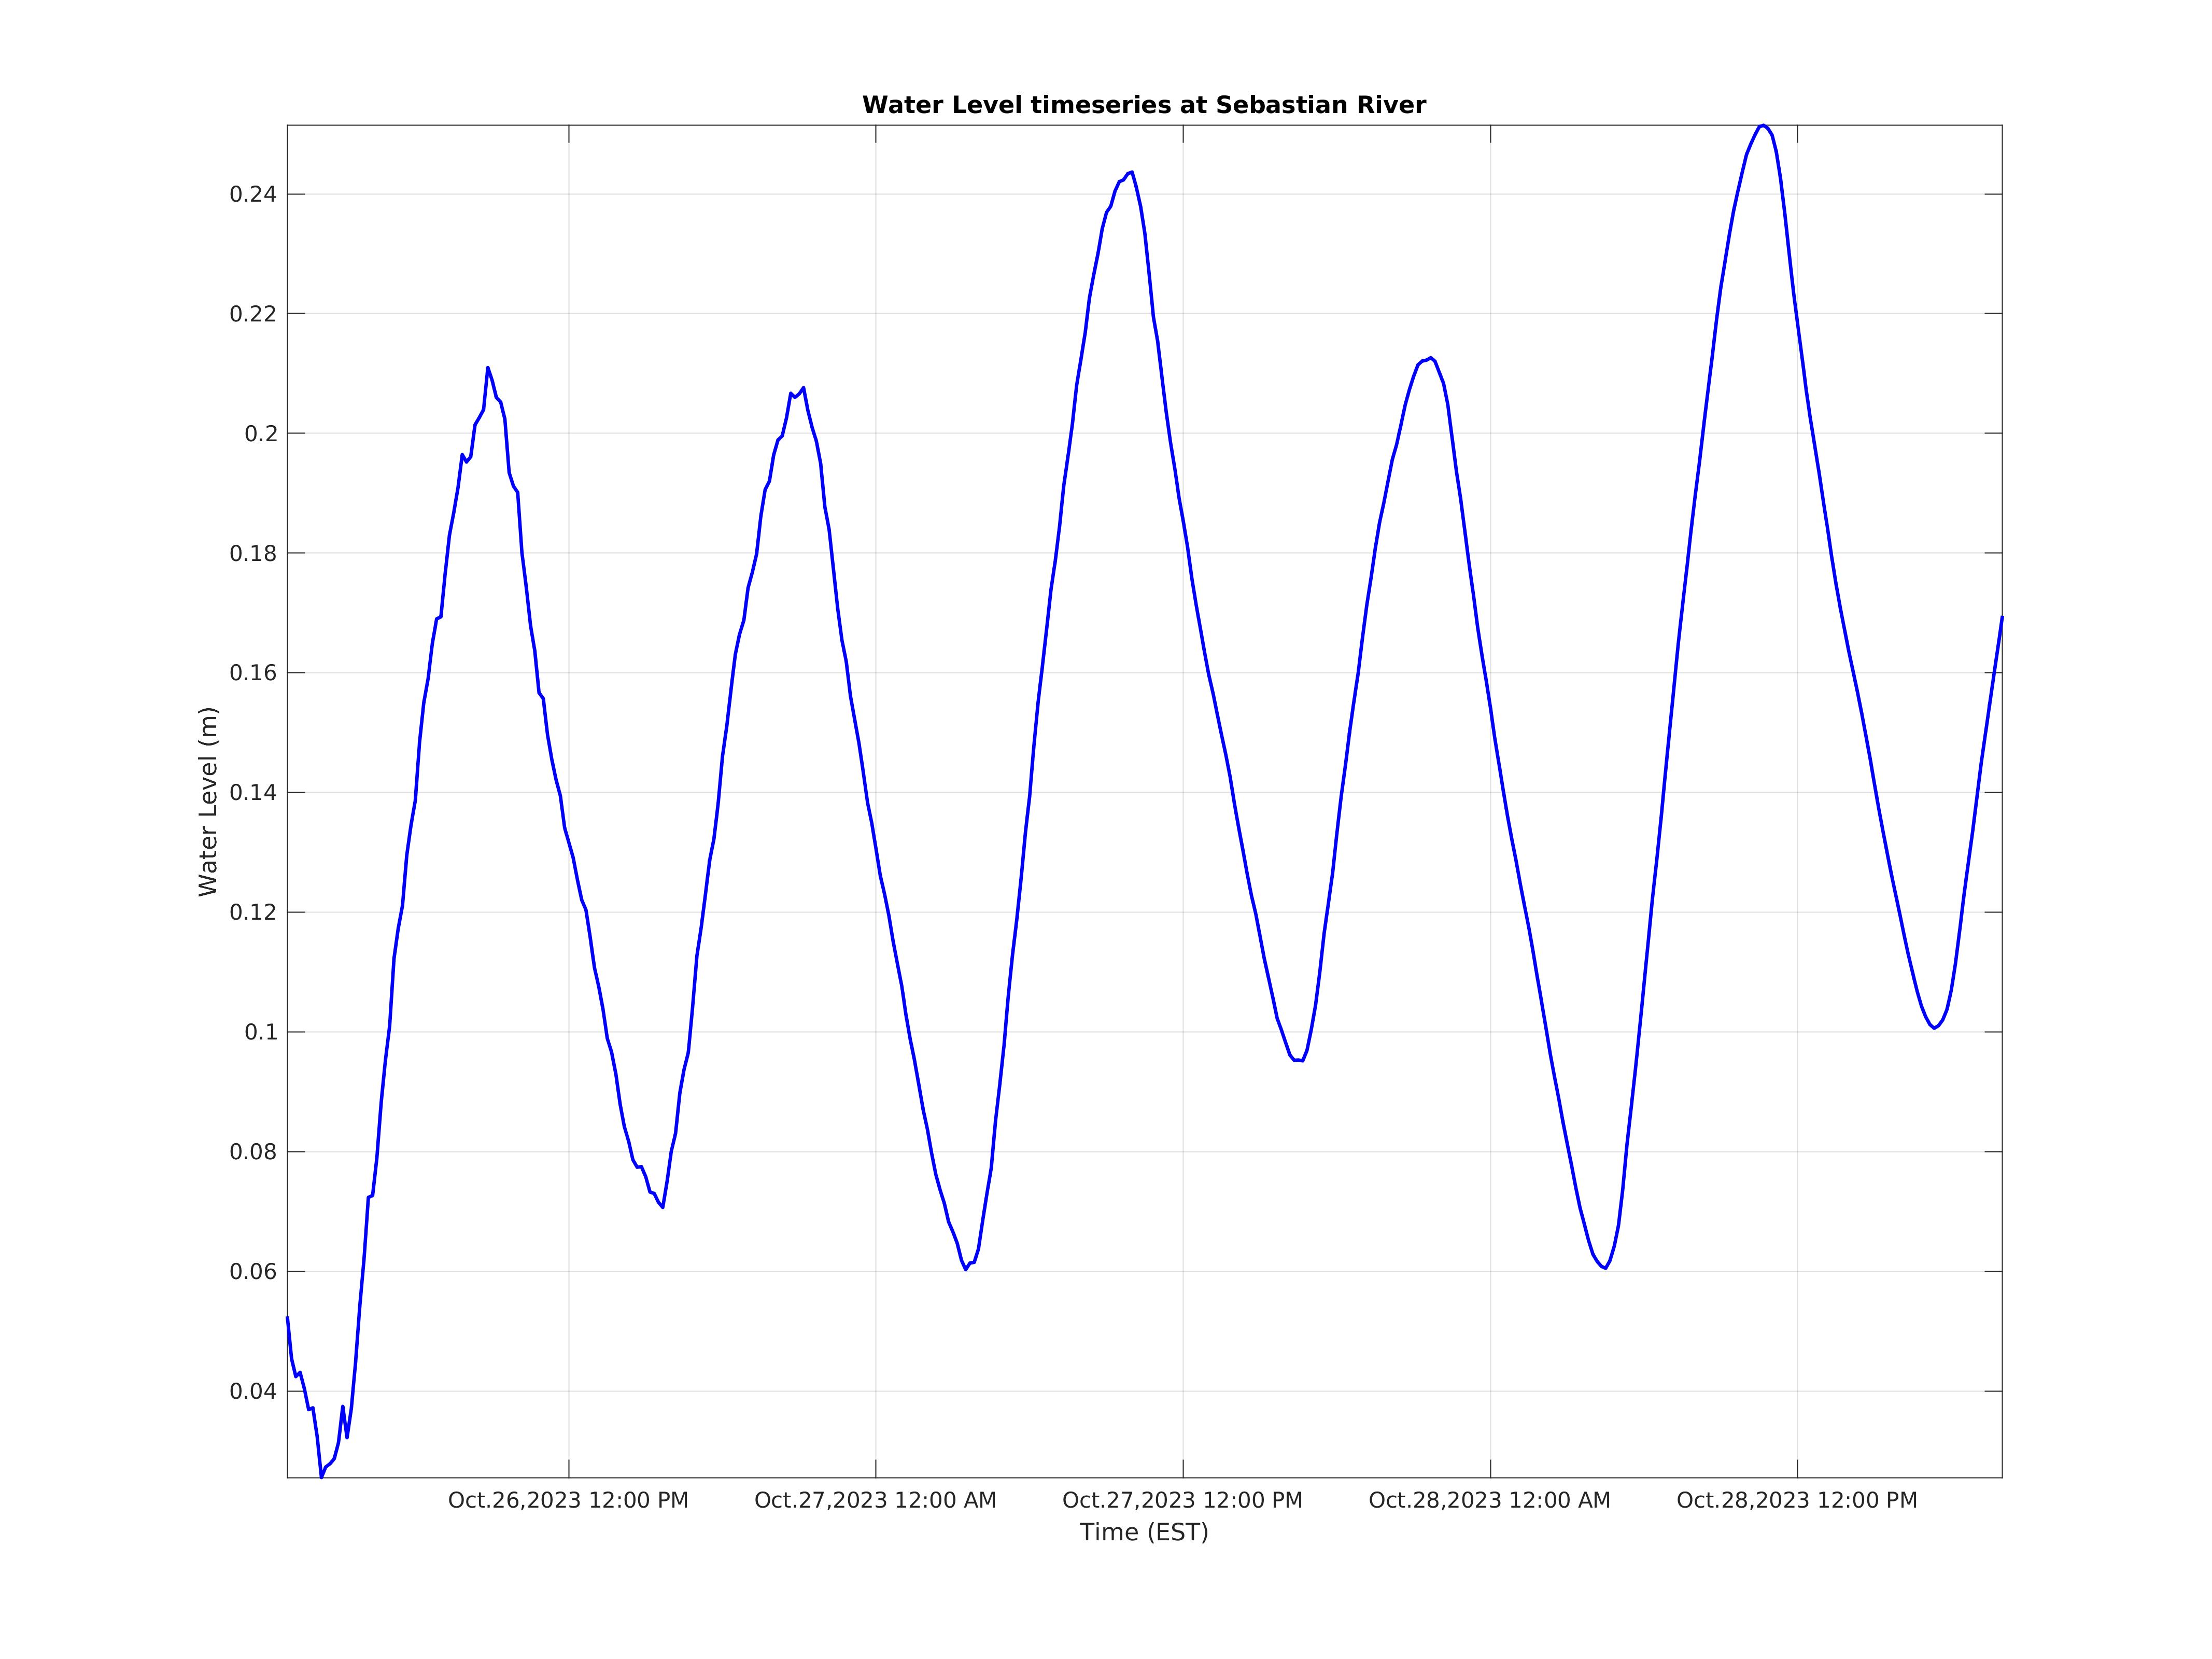 Water Level timeseries at Sebastian River
0.24
0.22
0.2
0.18
0.16
0.14
0.12
0.1
0.08
0.06
0.04
Water Level (m)
Oct.26,2023 12:00 PM Oct.27,2023 12:00 AM Oct.27,2023 12:00 PM Oct.28,2023 12:00 AM Oct.28,2023 12:00 PM
Time (EST)